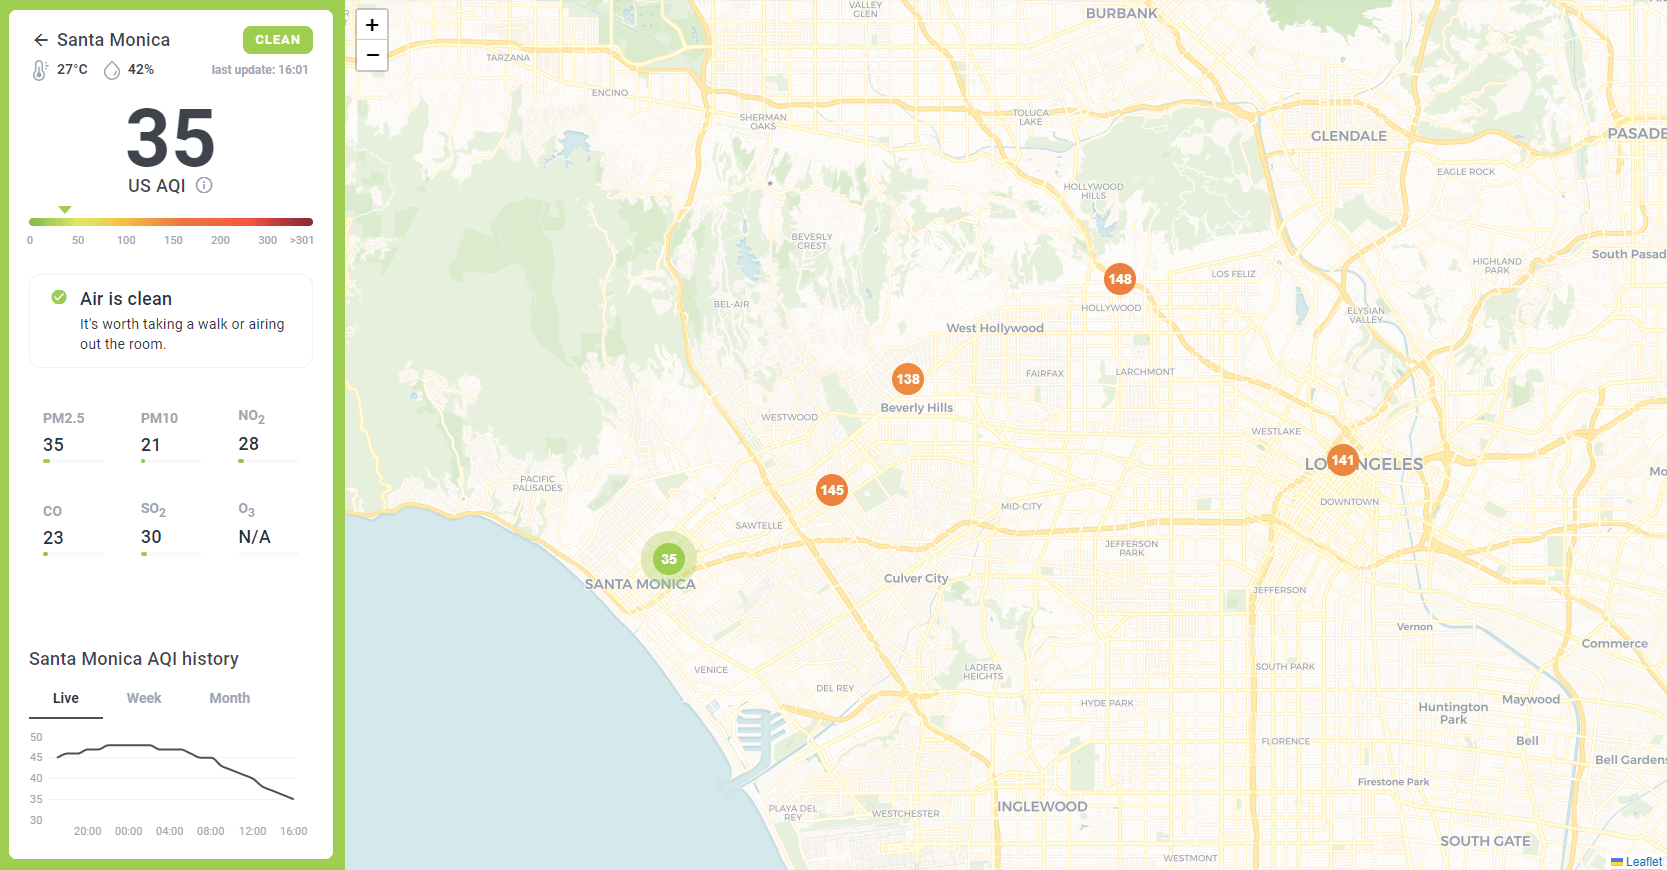 Santa Monica
CLEAN
27°C
42%
last update: 16:01
35
US AQI
0 50 100 150 200 300 >301
Air is clean
It's worth taking a walk or airing
out the room.
PM2.5
35
PM10
21
NO2
28
CO
23
SO2
30
O3
N/A
Santa Monica AQI history
Live Week Month
50
45
40
35
30
20:00 00:00 04:00 08:00 12:00 16:00
+
−
VALLEY
GLEN
BURBANK
TARZANA
ENCINO
SHERMAN
OAKS
TOLUCA
LAKE
GLENDALE
PASADE
EAGLE ROCK
HOLLYWOOD
HILLS
BEVERLY
CREST
South Pasad
HIGHLAND
PARK
LOS FELIZ
148
HOLLYWOOD
BEL-AIR
ELYSIAN
VALLEY
West Hollywood
138
FAIRFAX
LARCHMONT
Beverly Hills
WESTWOOD
WESTLAKE
141
LO NGELES
Mo
PACIFIC
PALISADES
145
DOWNTOWN
MID-CITY
SAWTELLE
JEFFERSON
PARK
35
SANTA MONICA
Culver City
JEFFERSON
Vernon
Commerce
VENICE
LADERA
HEIGHTS
SOUTH PARK
DEL REY
HYDE PARK
Maywood
Huntington
Park
FLORENCE
Bell
Bell Gardens
Firestone Park
PLAYA DEL
REY
WESTCHESTER
INGLEWOOD
SOUTH GATE
WESTMONT
Leaflet